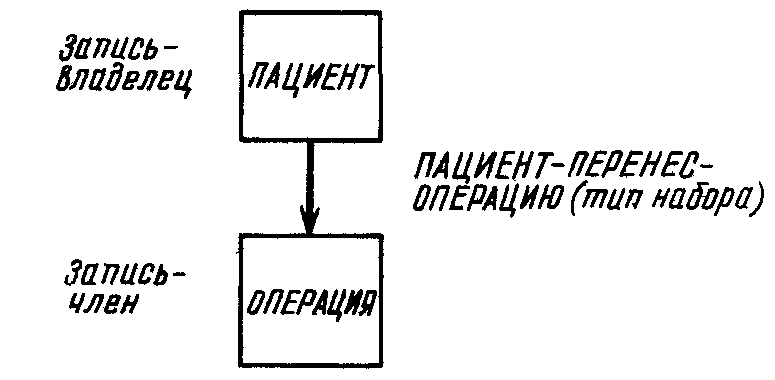 Запись-
владелец
ПАЦИЕНТ
ПАЦИЕНТ-ПЕРЕНЕС-
ОПЕРАЦИЮ (тип набора)
Запись-
член
ОПЕРАЦИЯ